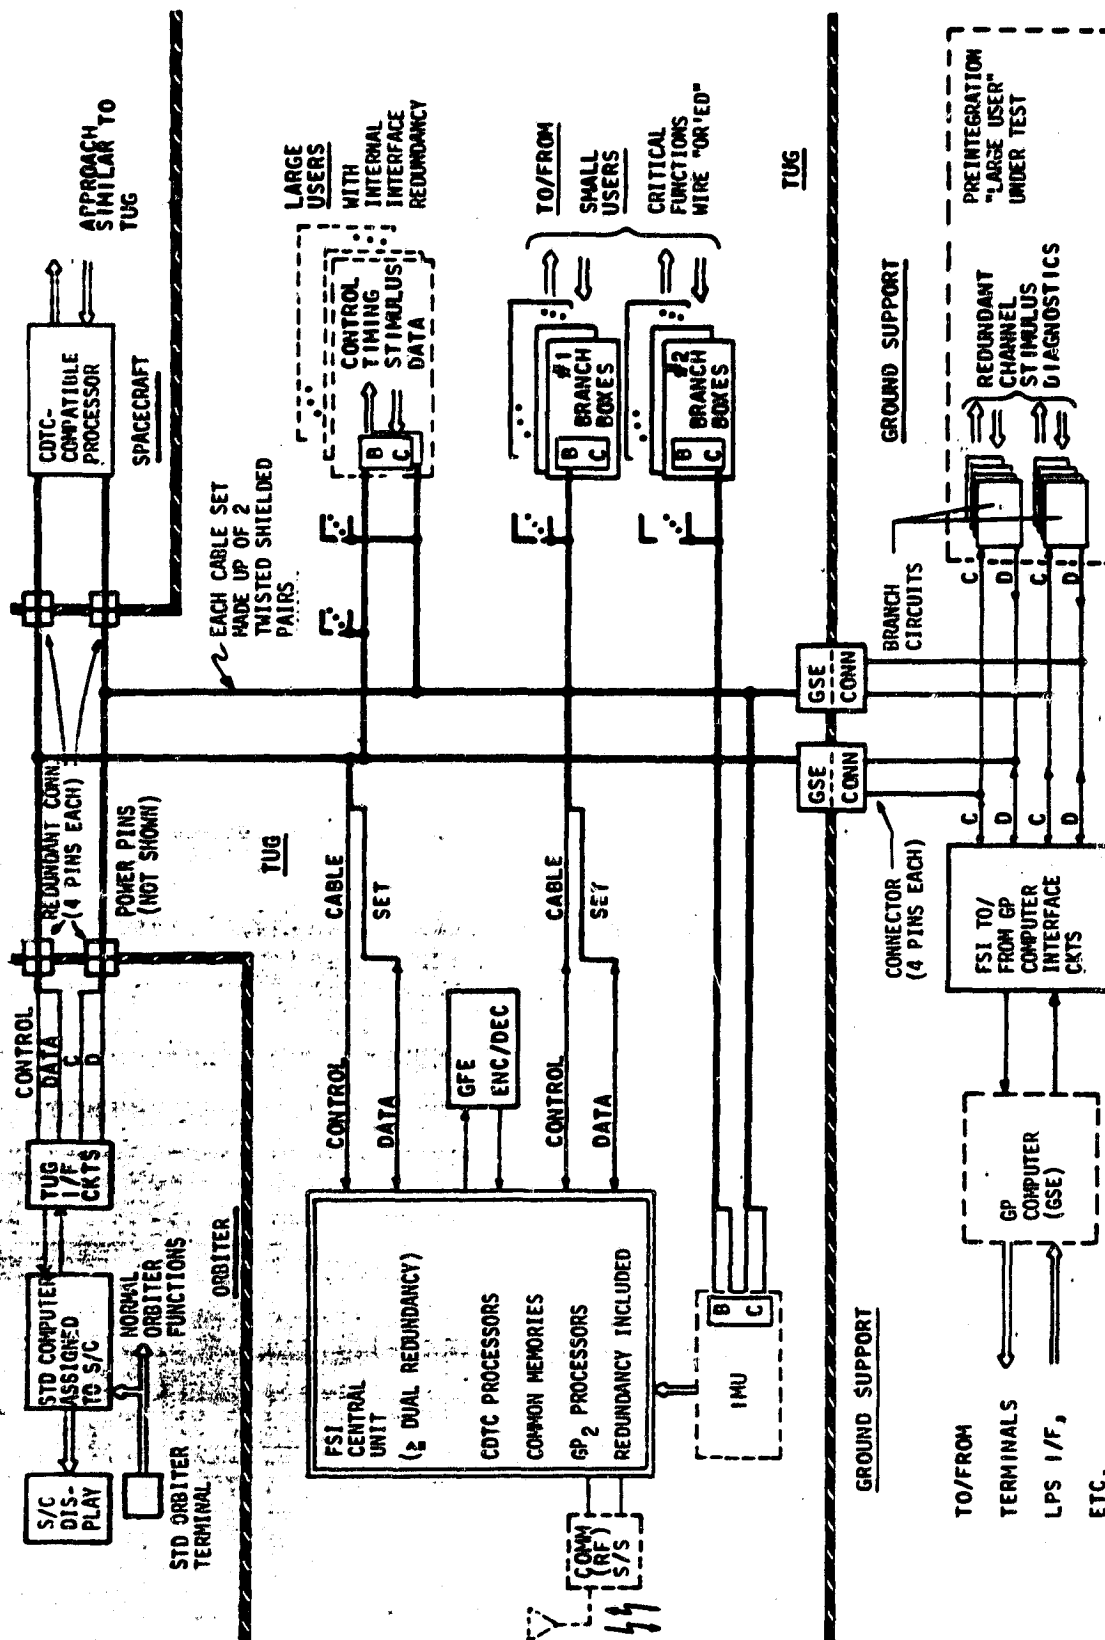 S/C
DIS-
PLAY
STD ORBITER
TERMINAL
STD COMPUTER
ASSIGNED
TO S/C
NORMAL
ORBITER
FUNCTIONS
ORBITER
TUG
I/F
CKTS
CONTROL
DATA
C
D
REDUNDANT CONN.
(4 PINS EACH)
POWER PINS
(NOT SHOWN)
CDTC-
COMPATIBLE
PROCESSOR
SPACECRAFT
APPROACH
SIMILAR TO
TUG
TUG
EACH CABLE SET
MADE UP OF 2
TWISTED SHIELDED
PAIRS
LARGE
USERS
WITH
INTERNAL
INTERFACE
REDUNDANCY
CONTROL
TIMING
STIMULUS
DATA
B
C
CABLE
SET
CONTROL
DATA
GFE
ENC/DEC
CABLE
SET
CONTROL
DATA
#1
BRANCH
BOXES
B
C
#2
BRANCH
BOXES
B
C
TO/FROM
SMALL
USERS
CRITICAL
FUNCTIONS
WIRE "OR'ED"
TUG
FSI
CENTRAL
UNIT
(≥ DUAL REDUNDANCY)
CDTC PROCESSORS
COMMON MEMORIES
GP2 PROCESSORS
REDUNDANCY INCLUDED
COMM
(RF)
S/S
IMU
B
C
GSE
CONN
GSE
CONN
GROUND SUPPORT
GROUND SUPPORT
TO/FROM
TERMINALS
LPS I/F,
ETC.
GP
COMPUTER
(GSE)
FSI TO/
FROM GP
COMPUTER
INTERFACE
CKTS
CONNECTOR
(4 PINS EACH)
C
D
C
D
BRANCH
CIRCUITS
C
D
C
D
REDUNDANT
CHANNEL
STIMULUS
DIAGNOSTICS
PREINTEGRATION
"LARGE USER"
UNDER TEST